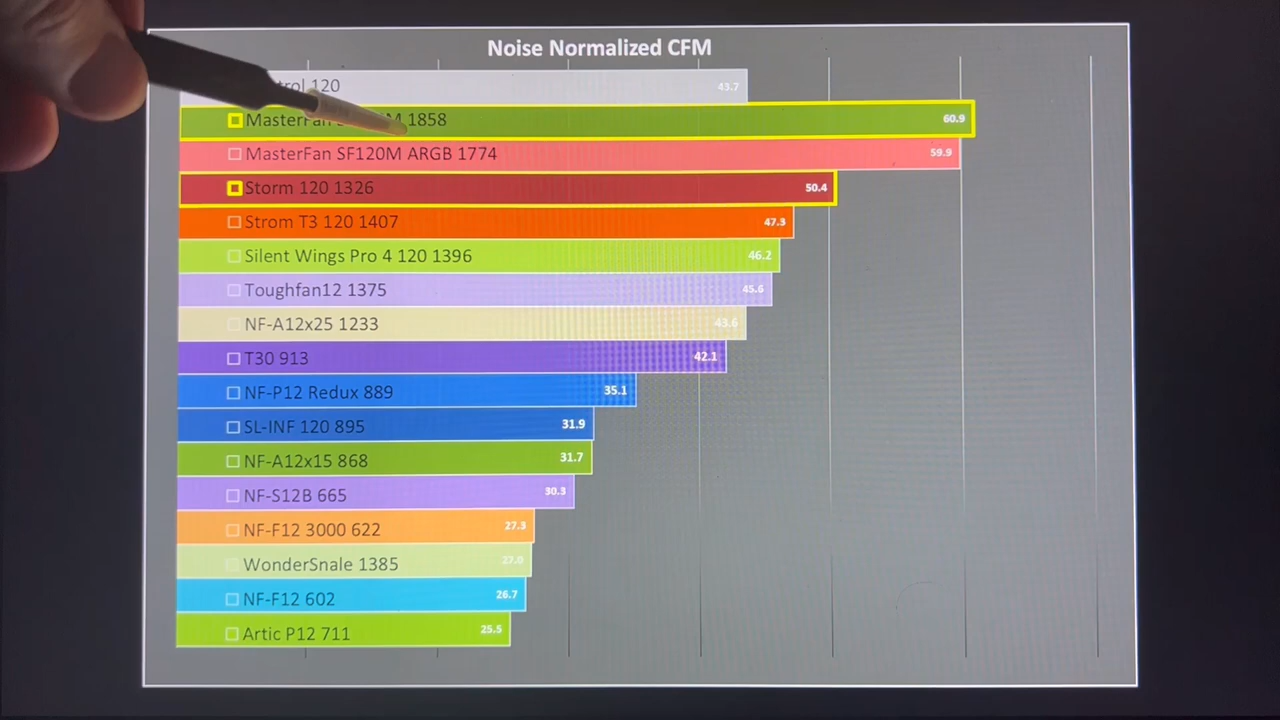 Noise Normalized CFM
120 43.7
1858 60.9
MasterFan SF120M ARGB 1774 59.9
Storm 120 1326 50.4
Strom T3 120 1407 47.3
Silent Wings Pro 4 120 1396 46.2
Toughfan12 1375 45.6
NF-A12x25 1233 43.6
T30 913 42.1
NF-P12 Redux 889 35.1
SL-INF 120 895 31.9
NF-A12x15 868 31.7
NF-S12B 665 30.3
NF-F12 3000 622 27.3
WonderSnale 1385 27.0
NF-F12 602 26.7
Artic P12 711 25.5